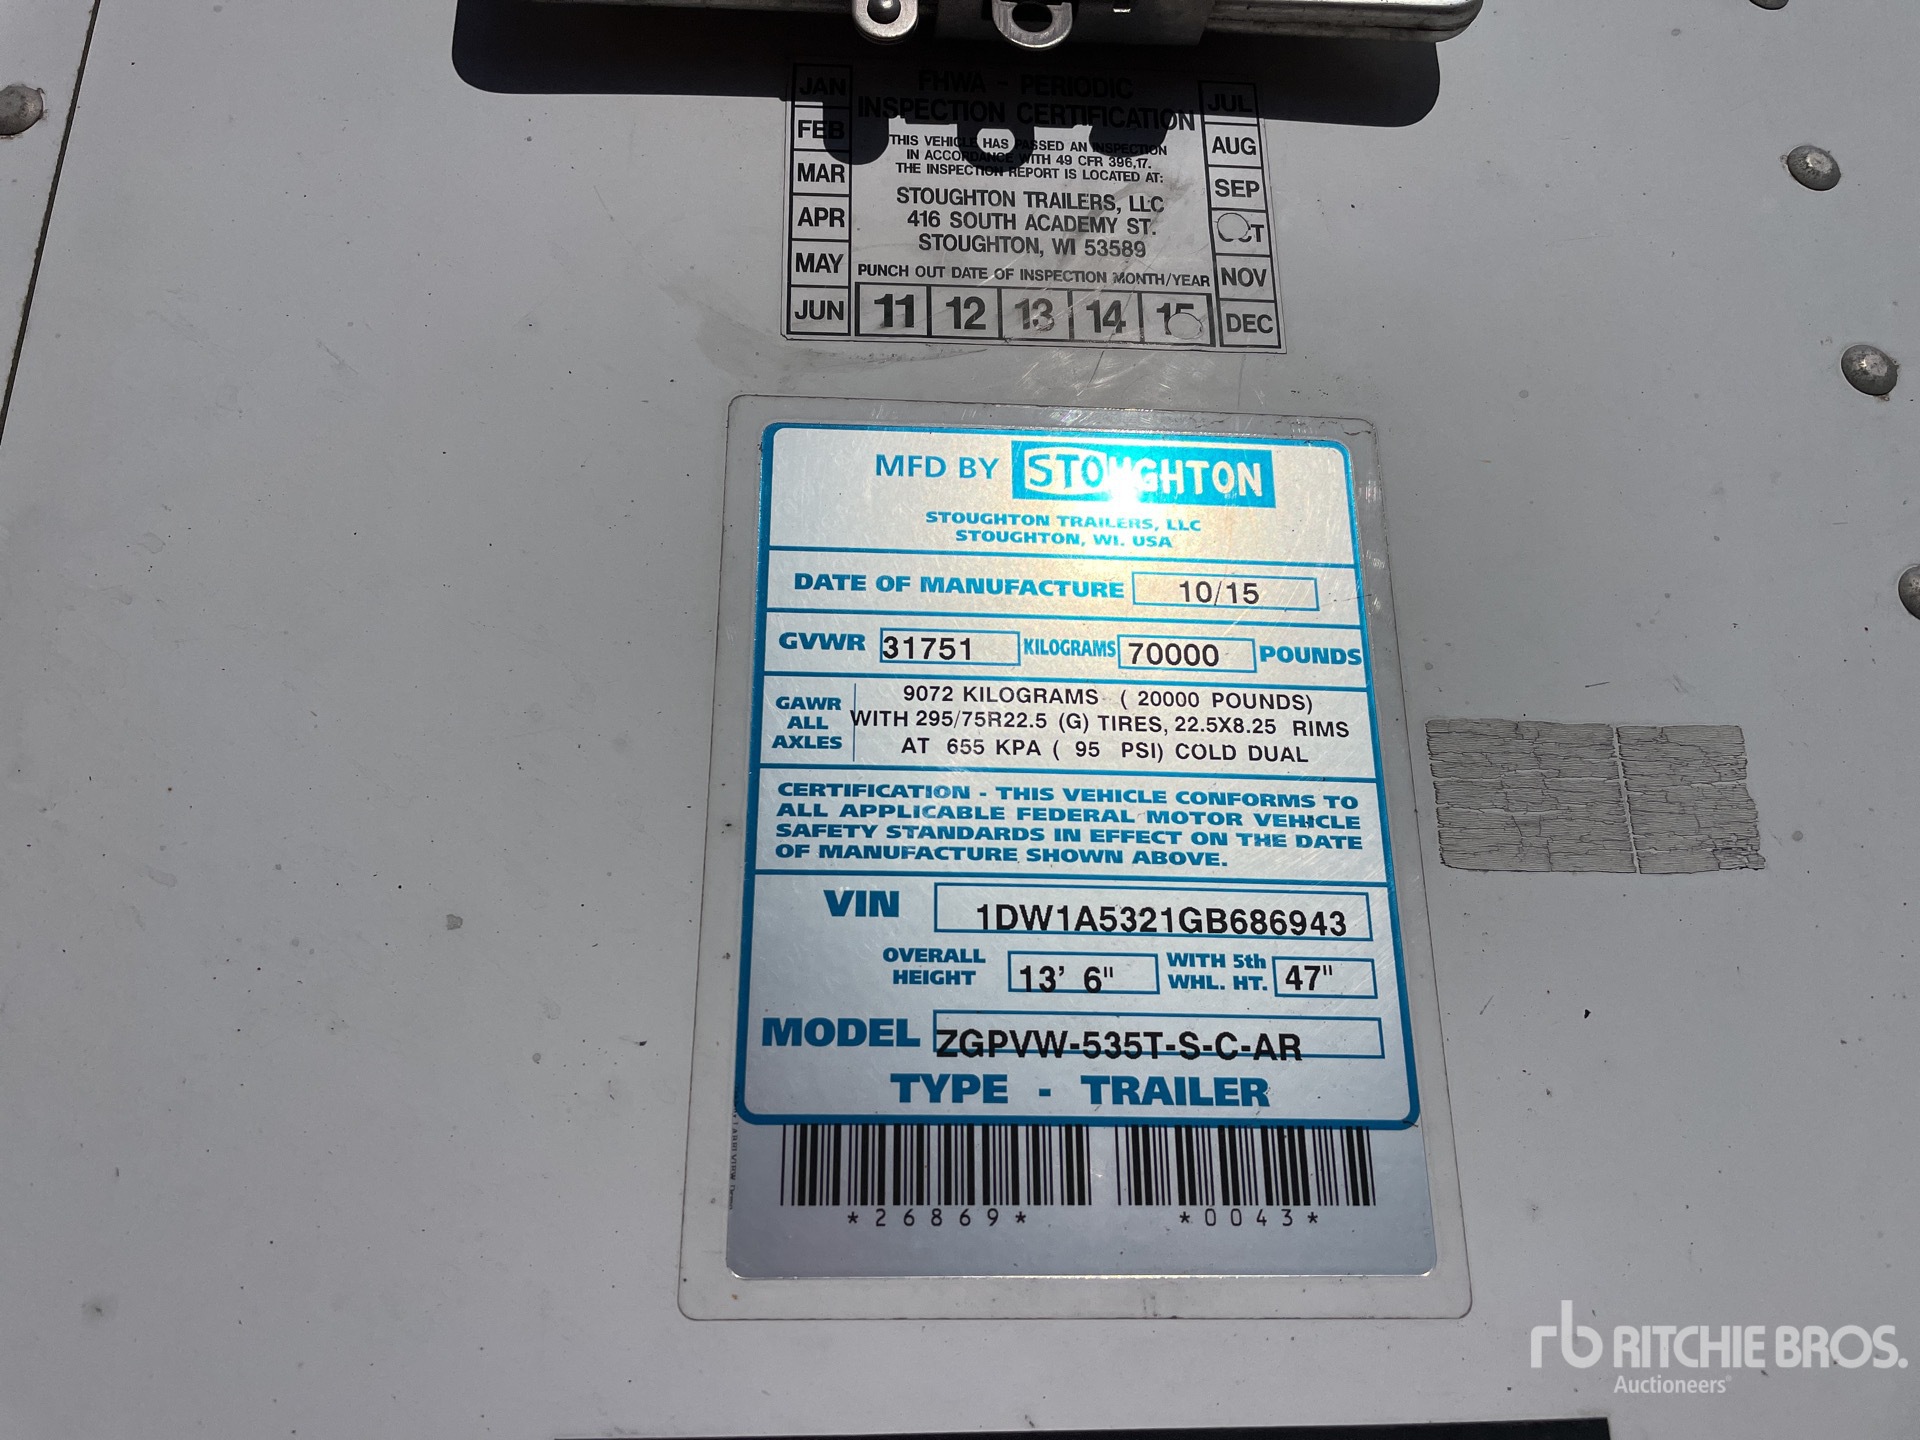 FHWA - PERIODIC
INSPECTION CERTIFICATION
THIS VEHICLE HAS PASSED AN INSPECTION
IN ACCORDANCE WITH 49 CFR 396,17.
THE INSPECTION REPORT IS LOCATED AT:
STOUGHTON TRAILERS, LLC
416 SOUTH ACADEMY ST.
STOUGHTON, WI 53589
PUNCH OUT DATE OF INSPECTION MONTH/YEAR
JAN
FEB
MAR
APR
MAY
JUN
11 12 13 14 15
JUL
AUG
SEP
OCT
NOV
DEC
MFD BY STOUGHTON
STOUGHTON TRAILERS, LLC
STOUGHTON, WI. USA
DATE OF MANUFACTURE 10/15
GVWR 31751 KILOGRAMS 70000 POUNDS
GAWR
ALL
AXLES
9072 KILOGRAMS ( 20000 POUNDS)
WITH 295/75R22.5 (G) TIRES, 22.5X8.25 RIMS
AT 655 KPA ( 95 PSI) COLD DUAL
CERTIFICATION - THIS VEHICLE CONFORMS TO
ALL APPLICABLE FEDERAL MOTOR VEHICLE
SAFETY STANDARDS IN EFFECT ON THE DATE
OF MANUFACTURE SHOWN ABOVE.
VIN 1DW1A5321GB686943
OVERALL
HEIGHT
13' 6"
WITH 5th
WHL. HT.
47"
MODEL ZGPVW-535T-S-C-AR
TYPE - TRAILER
*26869* *0043*
rb RITCHIE BROS.
Auctioneers